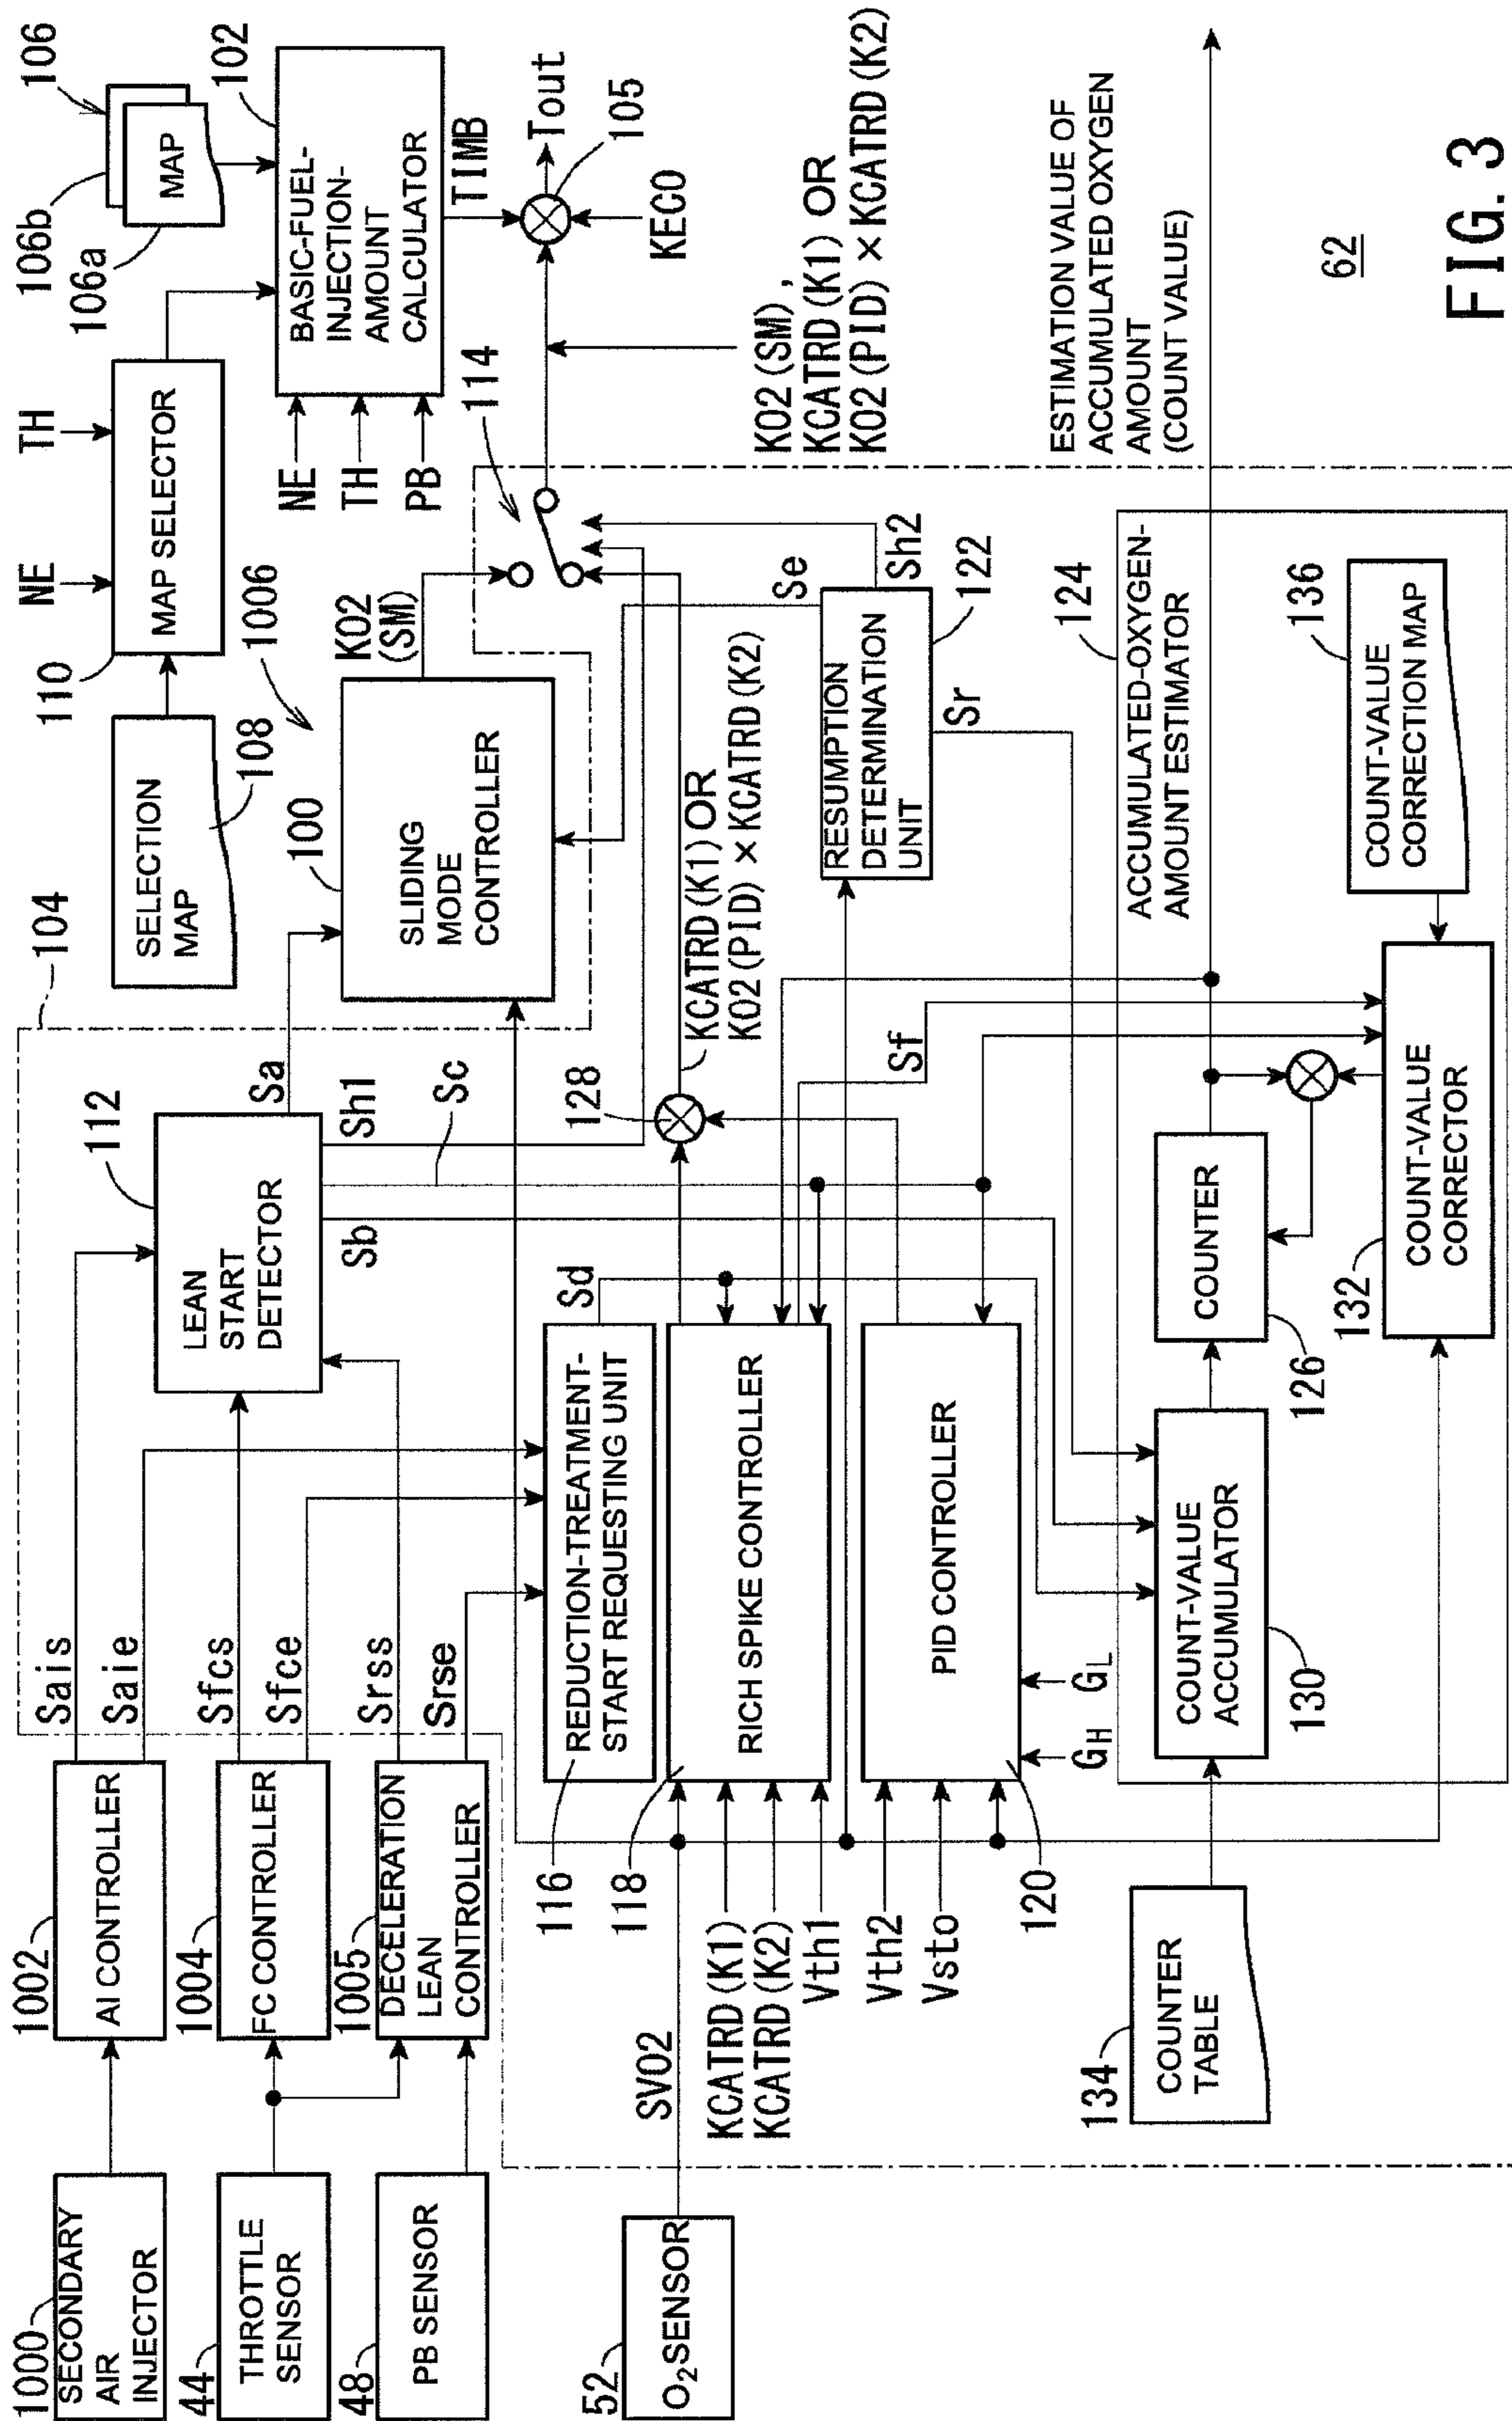 1000
SECONDARY
AIR
INJECTOR
44
THROTTLE
SENSOR
48
PB SENSOR
52
O₂SENSOR
1002
AI CONTROLLER
1004
FC CONTROLLER
1005
DECELERATION
LEAN
CONTROLLER
Sais
Saie
Sfcs
Sfce
Srss
Srse
SVO2
104
112
LEAN
START
DETECTOR
Sa
Sh1
Sc
Sb
SELECTION
MAP
108
110
MAP SELECTOR
NE
TH
106
106b
106a
MAP
102
BASIC-FUEL-
INJECTION-
AMOUNT
CALCULATOR
NE
TH
PB
TIMB
Tout
105
KECO
100
SLIDING
MODE
CONTROLLER
1006
KO2
(SM)
114
KO2(SM),
KCATRD(K1) OR
KO2(PID)×KCATRD(K2)
116
REDUCTION-TREATMENT-
START REQUESTING UNIT
Sd
118
RICH SPIKE CONTROLLER
KCATRD(K1)
KCATRD(K2)
Vth1
Vth2
Vsto
128
KCATRD(K1) OR
KO2(PID)×KCATRD(K2)
Sf
PID CONTROLLER
120
GH
GL
RESUMPTION
DETERMINATION
UNIT
122
Se
Sh2
Sr
124
ACCUMULATED-OXYGEN-
AMOUNT ESTIMATOR
134
COUNTER
TABLE
COUNT-VALUE
ACCUMULATOR
130
COUNTER
126
132
COUNT-VALUE
CORRECTOR
136
COUNT-VALUE
CORRECTION MAP
ESTIMATION VALUE OF
ACCUMULATED OXYGEN
AMOUNT
(COUNT VALUE)
62
FIG. 3